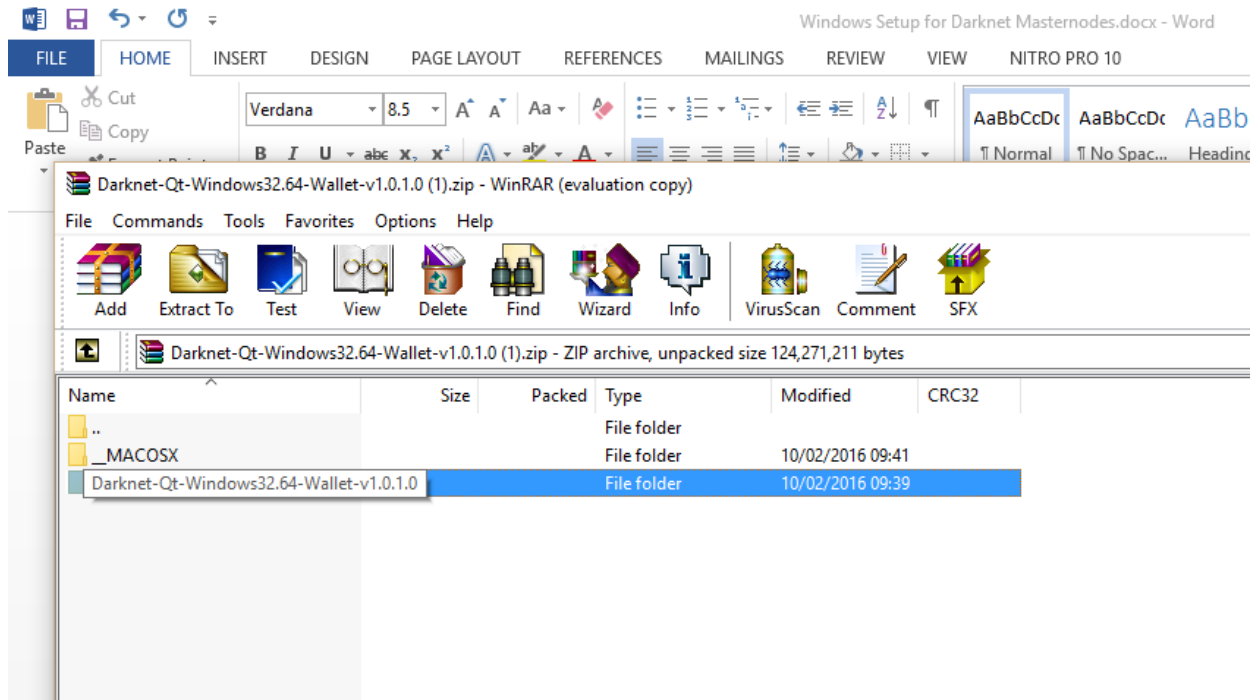 Windows Setup for Darknet Masternodes.docx - Word
FILE HOME INSERT DESIGN PAGE LAYOUT REFERENCES MAILINGS REVIEW VIEW NITRO PRO 10
Cut
Copy
Paste
Verdana 8.5
AaBbCcDc AaBbCcDc AaBb
¶ Normal ¶ No Spac... Heading
Darknet-Qt-Windows32.64-Wallet-v1.0.1.0 (1).zip - WinRAR (evaluation copy)
File Commands Tools Favorites Options Help
Add Extract To Test View Delete Find Wizard Info VirusScan Comment SFX
Darknet-Qt-Windows32.64-Wallet-v1.0.1.0 (1).zip - ZIP archive, unpacked size 124,271,211 bytes
Name Size Packed Type Modified CRC32
.. File folder
__MACOSX File folder 10/02/2016 09:41
Darknet-Qt-Windows32.64-Wallet-v1.0.1.0 File folder 10/02/2016 09:39